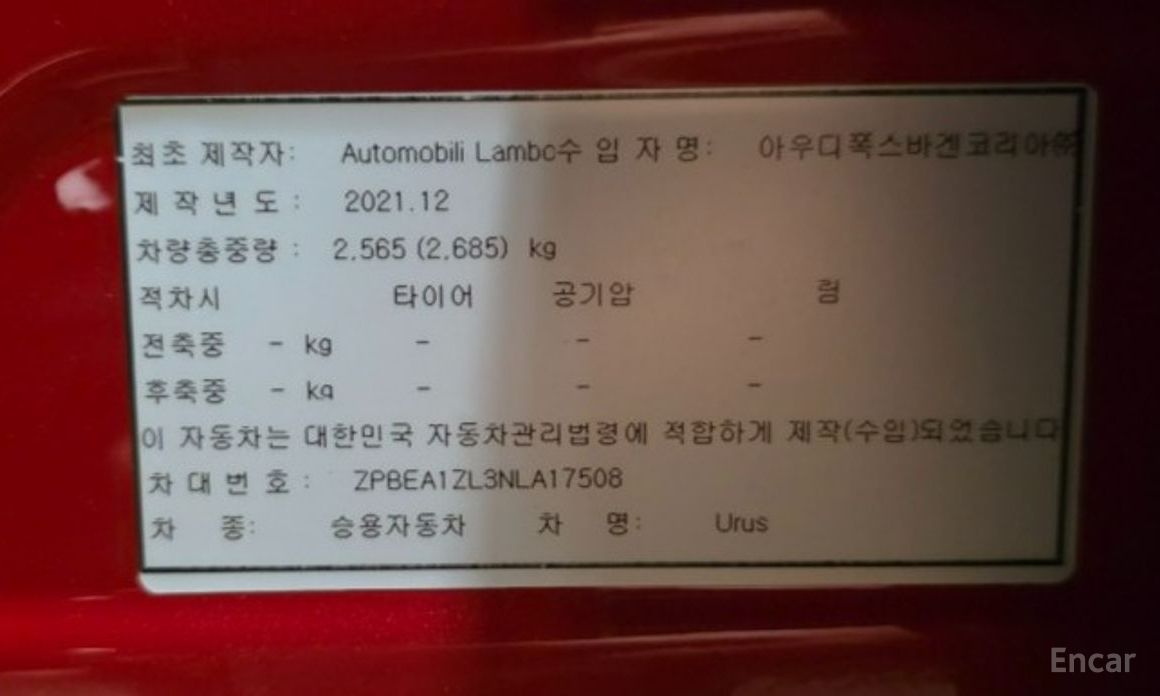 최초 제작자: Automobili Lambo수 입 자 명: 아우디폭스바겐코리아㈜
제 작 년 도 : 2021.12
차량총중량 : 2.565 (2.685) kg
적차시 타이어 공기압 림
전축중 - kg - - -
후축중 - kg - - -
이 자동차는 대한민국 자동차관리법령에 적합하게 제작(수입)되었습니다
차 대 번 호 : ZPBEA1ZL3NLA17508
차 종: 승용자동차 차 명: Urus
Encar